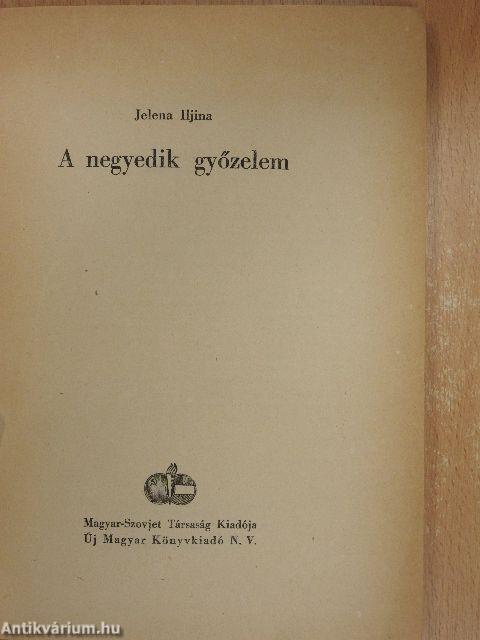 Jelena Iljina
A negyedik győzelem
Magyar-Szovjet Társaság Kiadója
Új Magyar Könyvkiadó N. V.
Antikvárium.hu